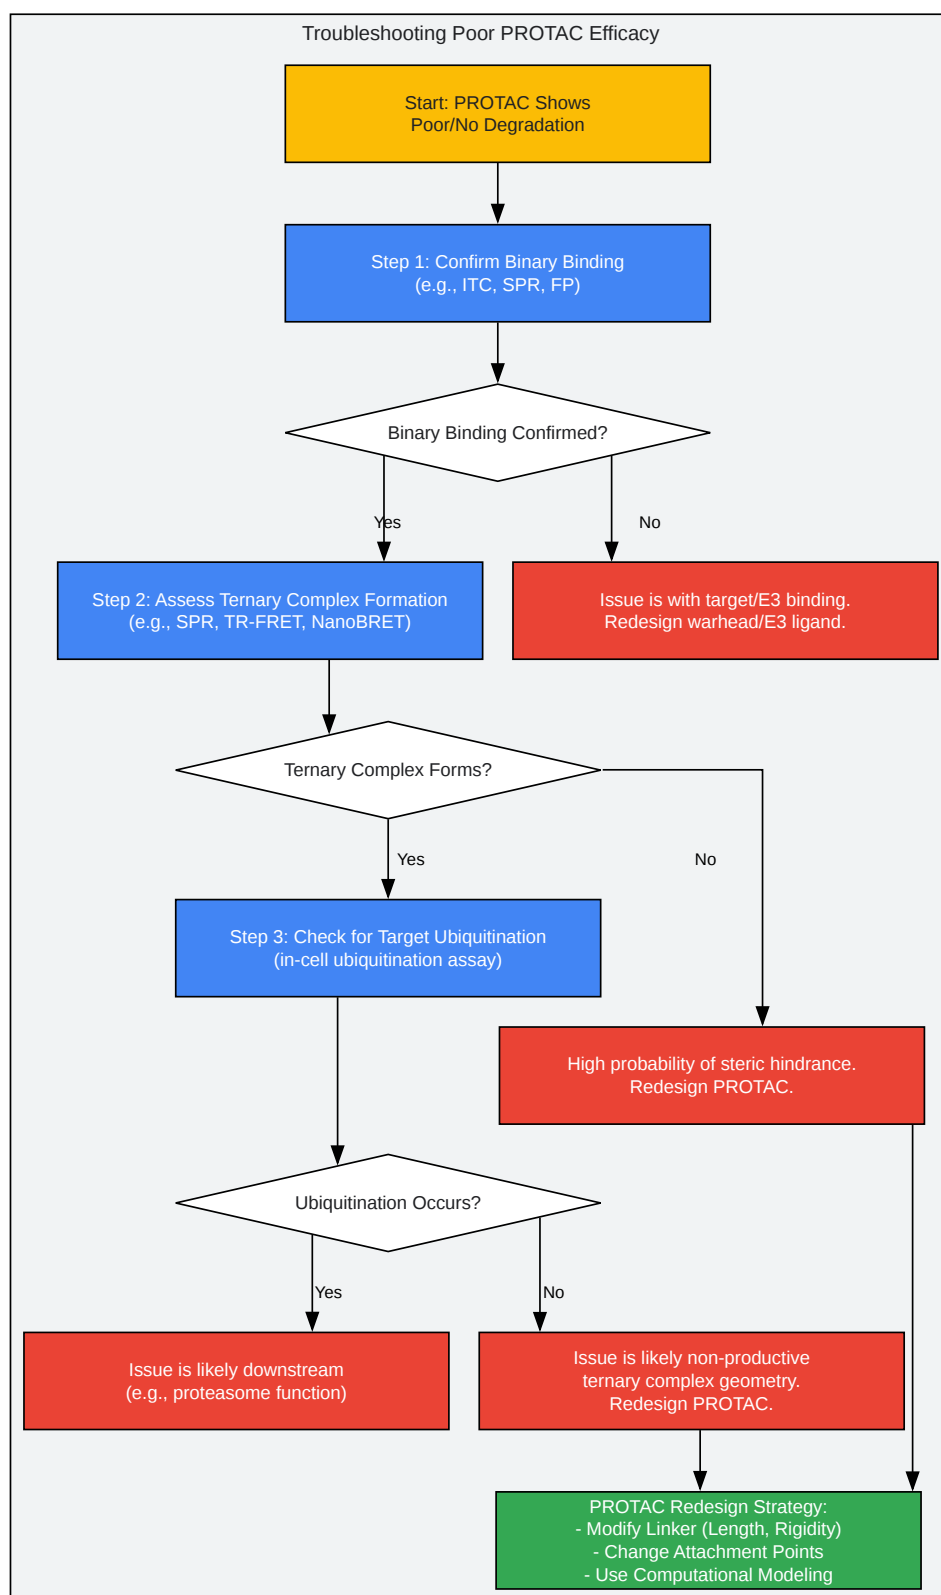 Troubleshooting Poor PROTAC Efficacy
Start: PROTAC Shows
Poor/No Degradation
Step 1: Confirm Binary Binding
(e.g., ITC, SPR, FP)
Binary Binding Confirmed?
Yes
No
Step 2: Assess Ternary Complex Formation
(e.g., SPR, TR-FRET, NanoBRET)
Issue is with target/E3 binding.
Redesign warhead/E3 ligand.
Ternary Complex Forms?
Yes
No
Step 3: Check for Target Ubiquitination
(in-cell ubiquitination assay)
High probability of steric hindrance.
Redesign PROTAC.
Ubiquitination Occurs?
Yes
No
Issue is likely downstream
(e.g., proteasome function)
Issue is likely non-productive
ternary complex geometry.
Redesign PROTAC.
PROTAC Redesign Strategy:
- Modify Linker (Length, Rigidity)
- Change Attachment Points
- Use Computational Modeling